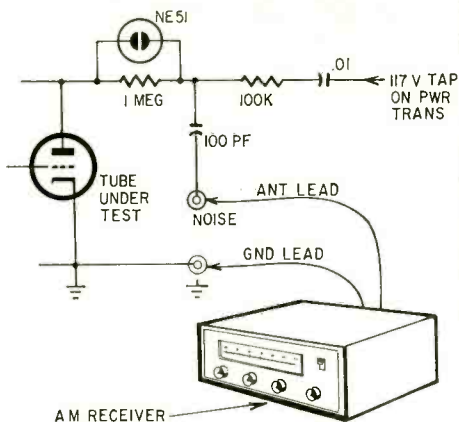 NE51
.01
117 V TAP
ON PWR
TRANS
1 MEG
100K
100 PF
TUBE
UNDER
TEST
ANT LEAD
NOISE
GND LEAD
AM RECEIVER